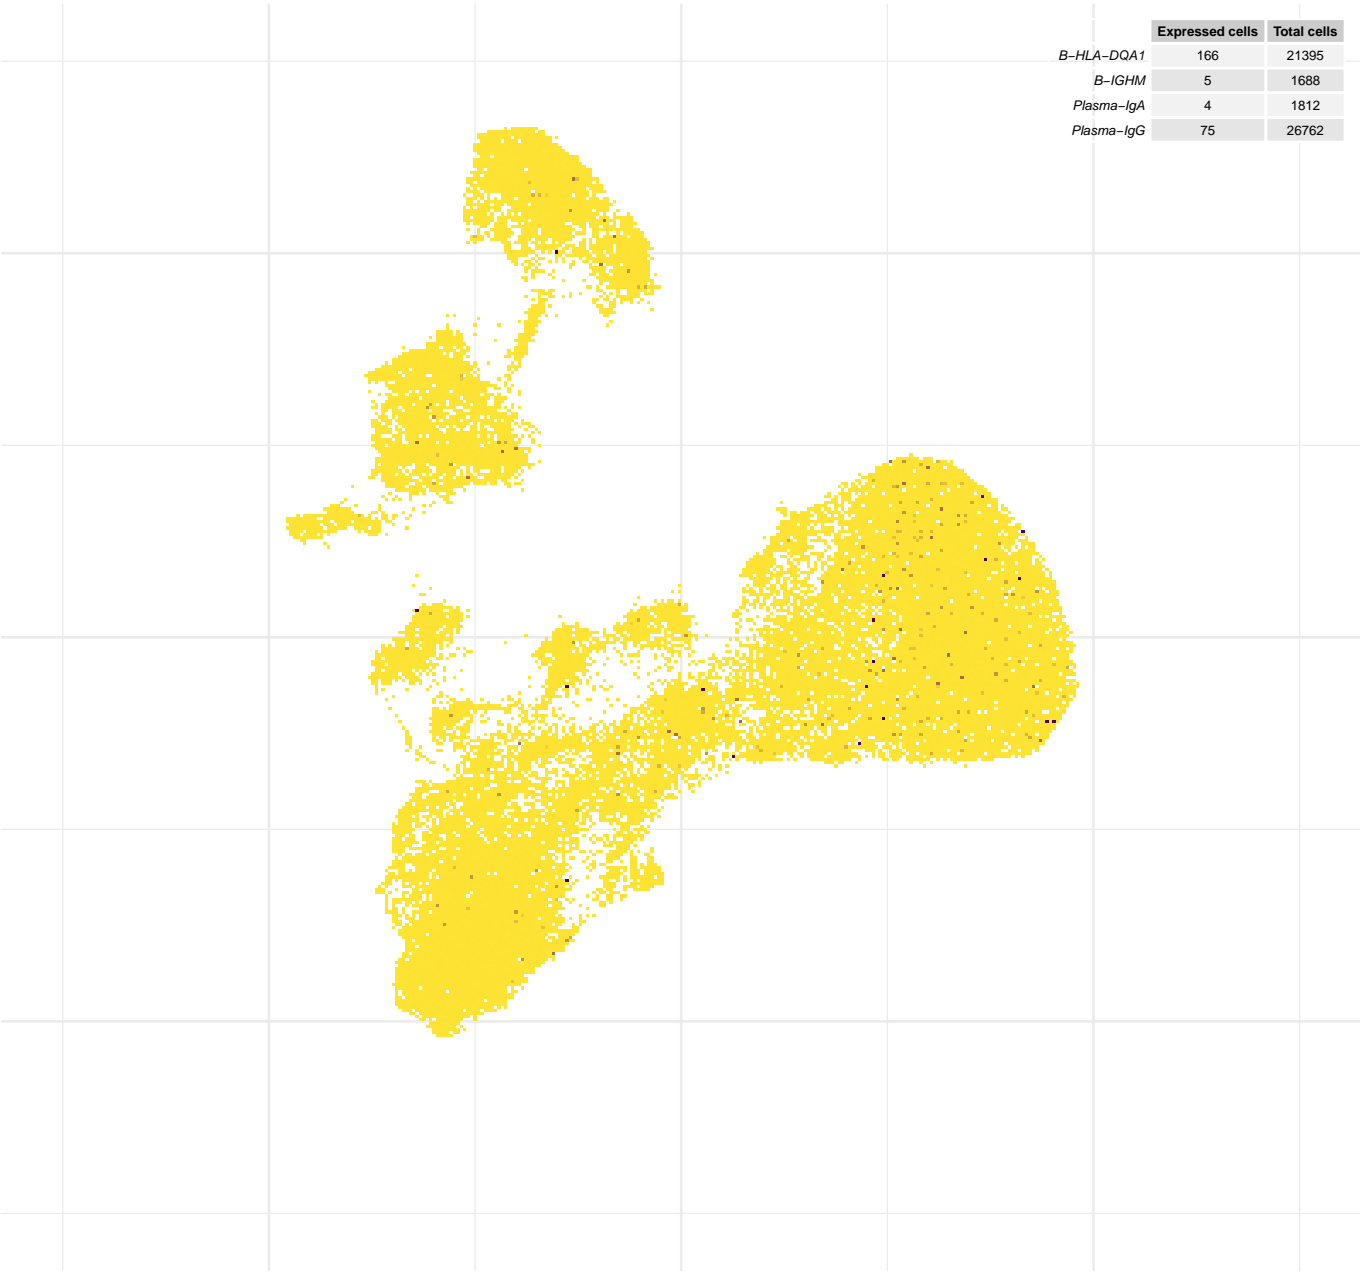 Expressed cells Total cells
B−HLA−DQA1 166 21395
B−IGHM 5 1688
Plasma−IgA 4 1812
Plasma−IgG 75 26762